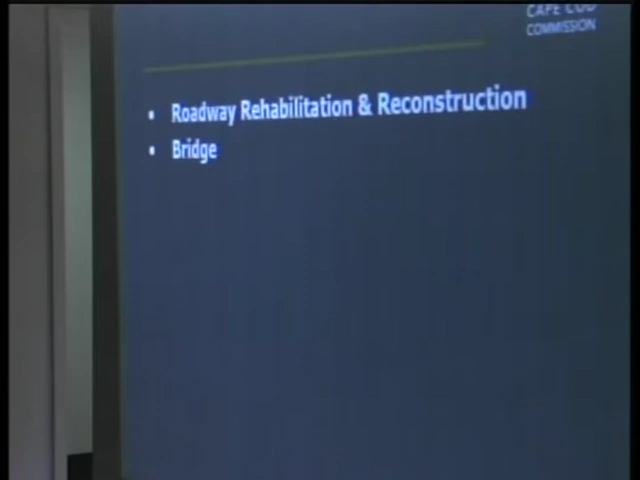 CAPE COD
COMMISSION
• Roadway Rehabilitation & Reconstruction
• Bridge